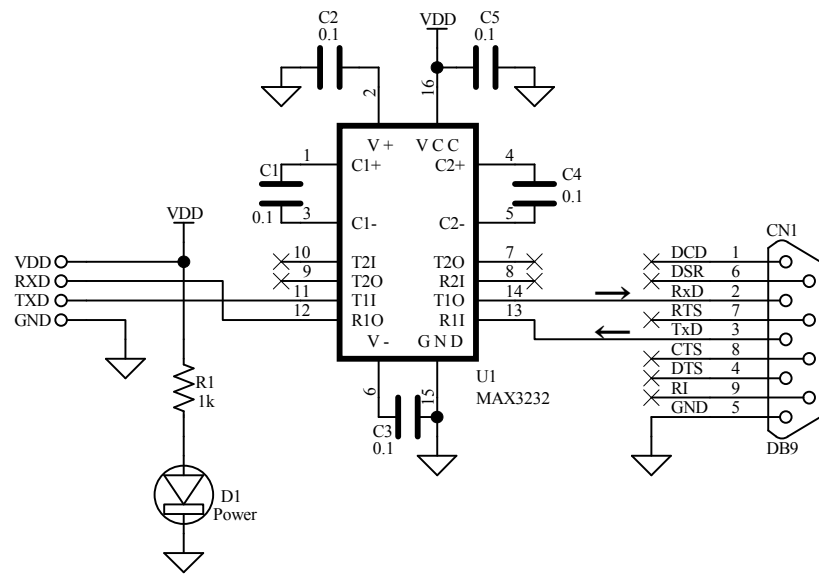 C2
0.1
VDD
C5
0.1
2
16
V+
VCC
1
C1+
C2+
4
C1
0.1
C4
0.1
3
C1-
C2-
5
VDD
CN1
VDD
10
T2I
T2O
7
DCD
1
RXD
9
T2O
R2I
8
DSR
6
TXD
11
T1I
T1O
14
RxD
2
GND
12
R1O
R1I
13
RTS
7
TxD
3
V-
GND
CTS
8
DTS
4
RI
9
GND
5
R1
1k
6
15
U1
MAX3232
C3
0.1
DB9
D1
Power